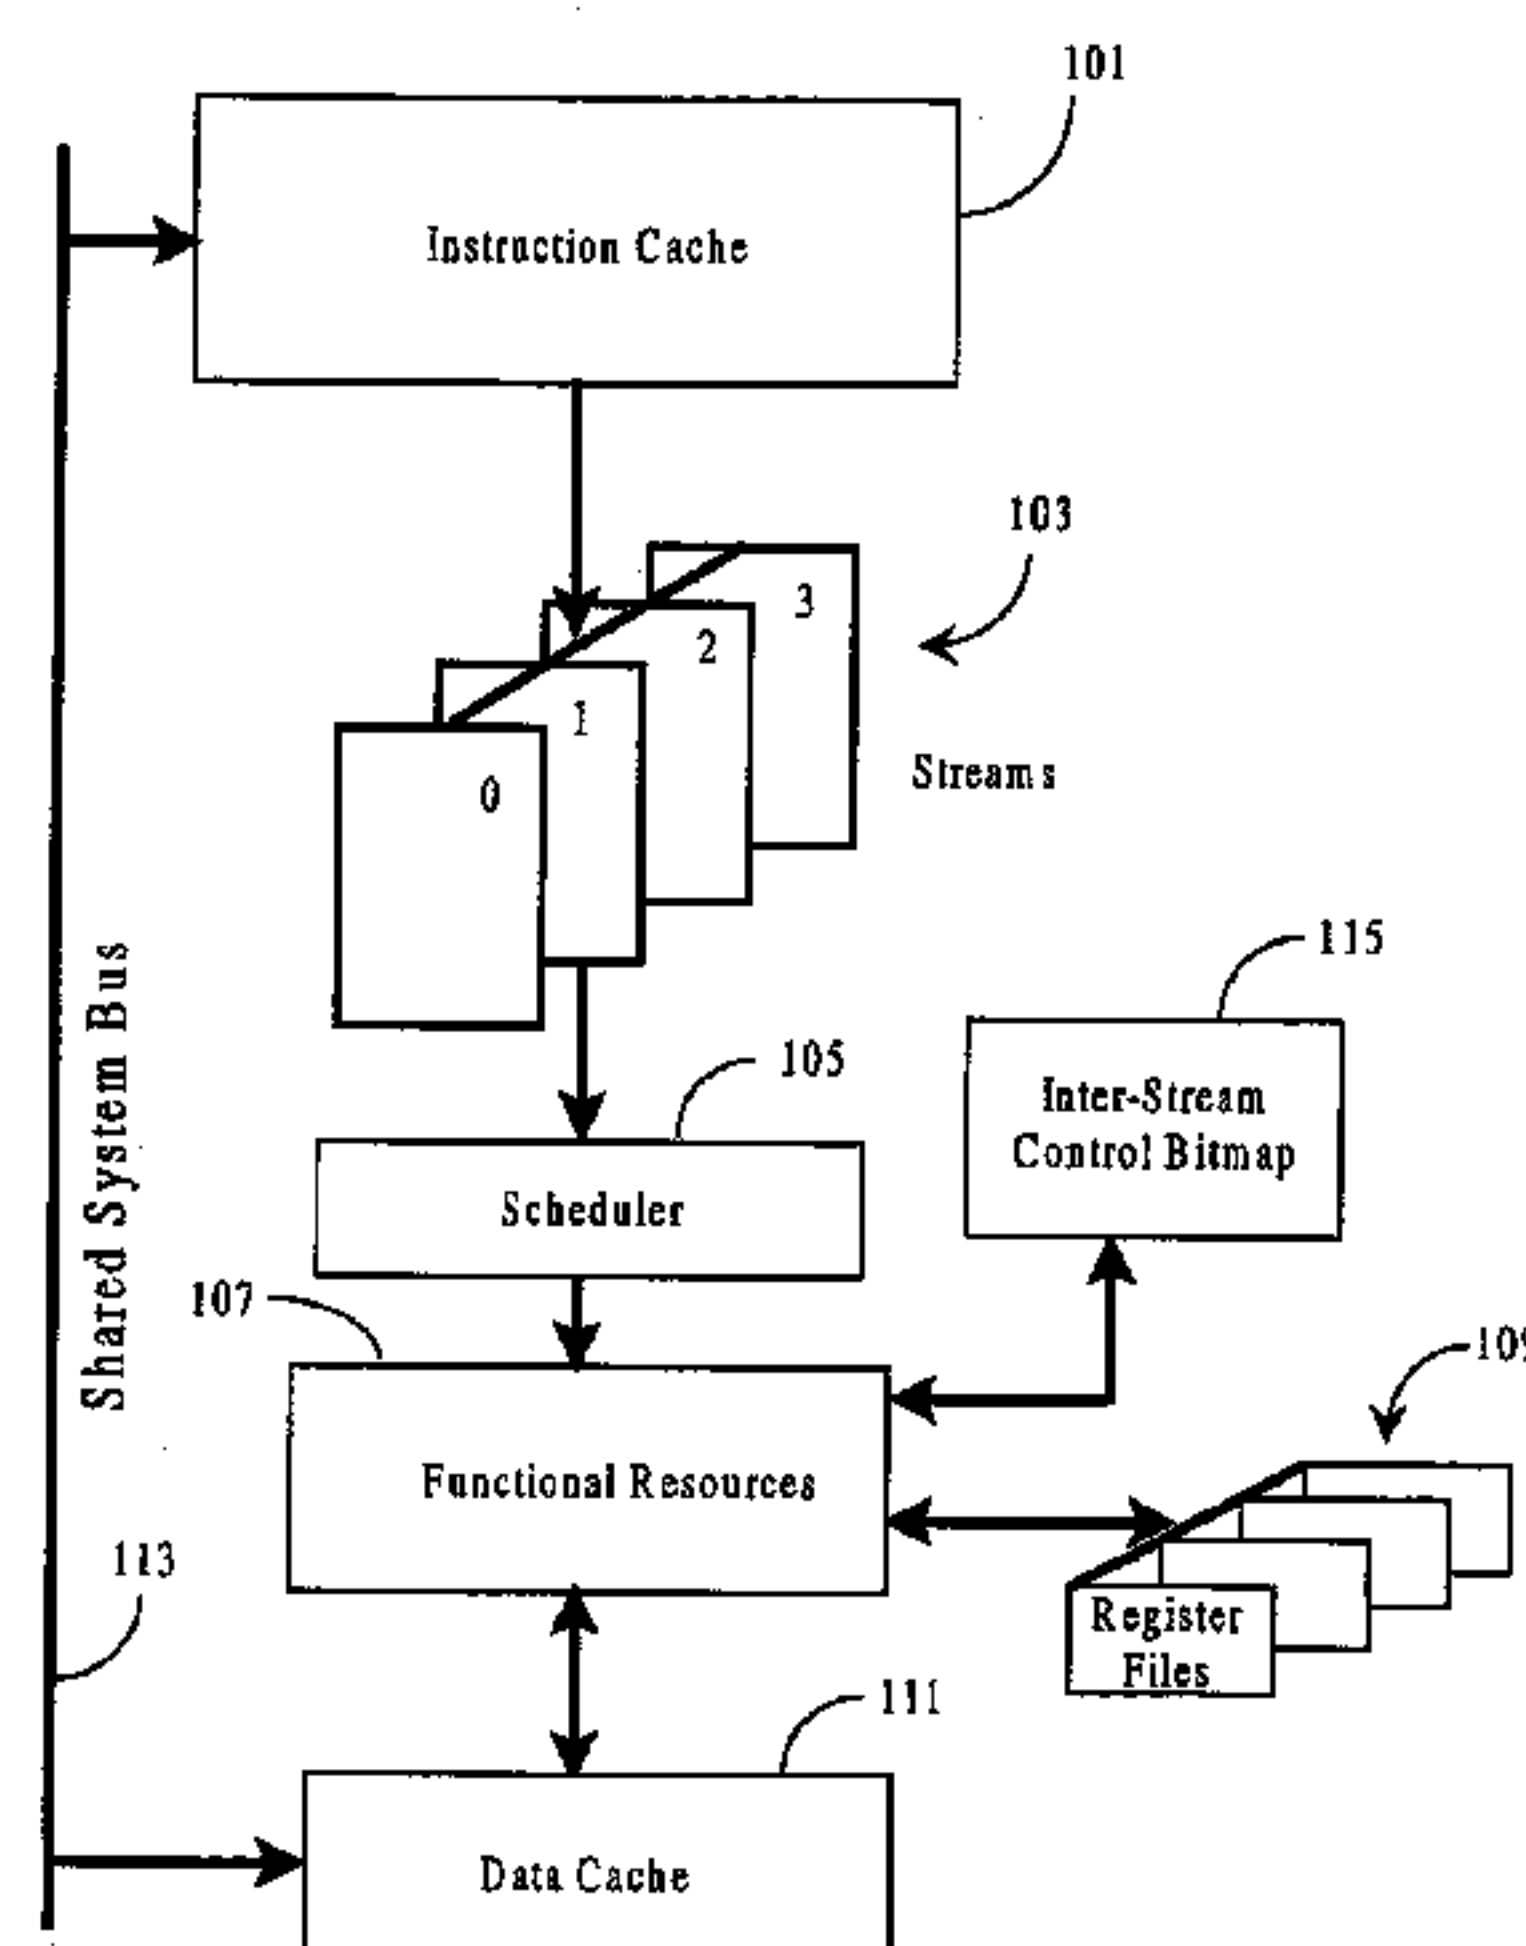 101
Instruction Cache
103
3
2
1
0
Streams
115
Shared System Bus
Inter-Stream
Control Bitmap
105
Scheduler
107
109
Functional Resources
113
Register
Files
111
Data Cache